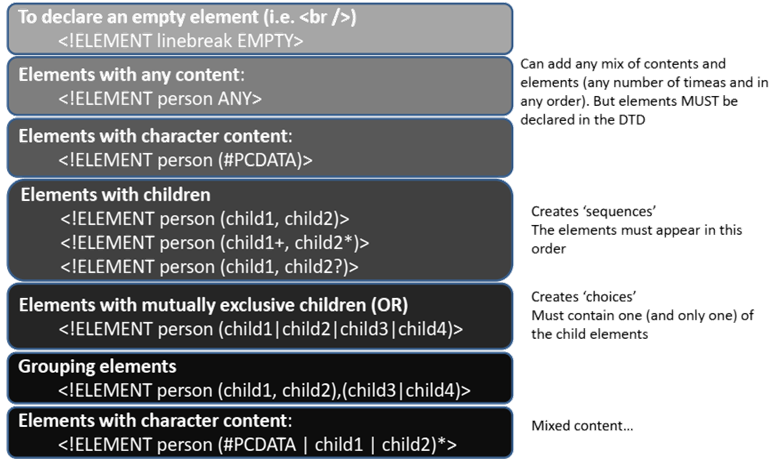 To declare an empty element (i.e. <br />)
<!ELEMENT linebreak EMPTY>
Elements with any content:
<!ELEMENT person ANY>
Can add any mix of contents and
elements (any number of timeas and in
any order). But elements MUST be
declared in the DTD
Elements with character content:
<!ELEMENT person (#PCDATA)>
Elements with children
<!ELEMENT person (child1, child2)>
<!ELEMENT person (child1+, child2*)>
<!ELEMENT person (child1, child2?)>
Creates ‘sequences’
The elements must appear in this
order
Elements with mutually exclusive children (OR)
<!ELEMENT person (child1|child2|child3|child4)>
Creates ‘choices’
Must contain one (and only one) of
the child elements
Grouping elements
<!ELEMENT person (child1, child2),(child3|child4)>
Elements with character content:
<!ELEMENT person (#PCDATA | child1 | child2)*>
Mixed content…